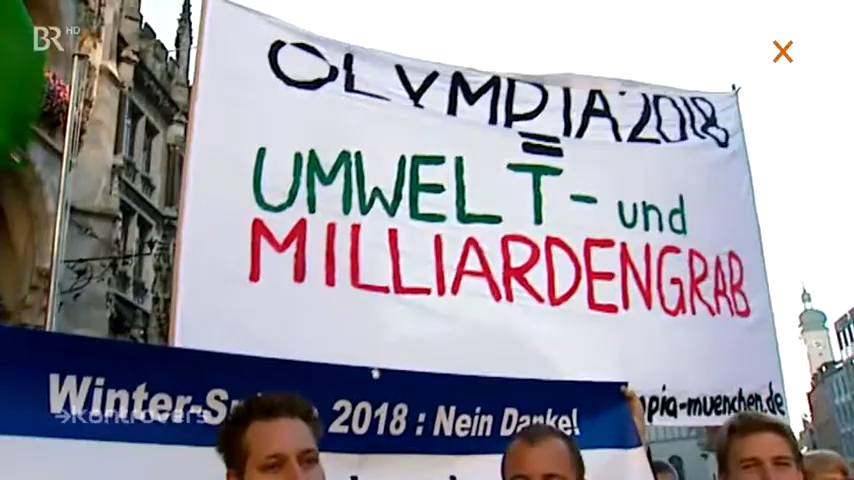 BR HD
OLYMPIA 2018
=
UMWELT- und
MILLIARDENGRAB
pia-muenchen.de
Winter- 2018 : Nein Danke!
→kontrovers